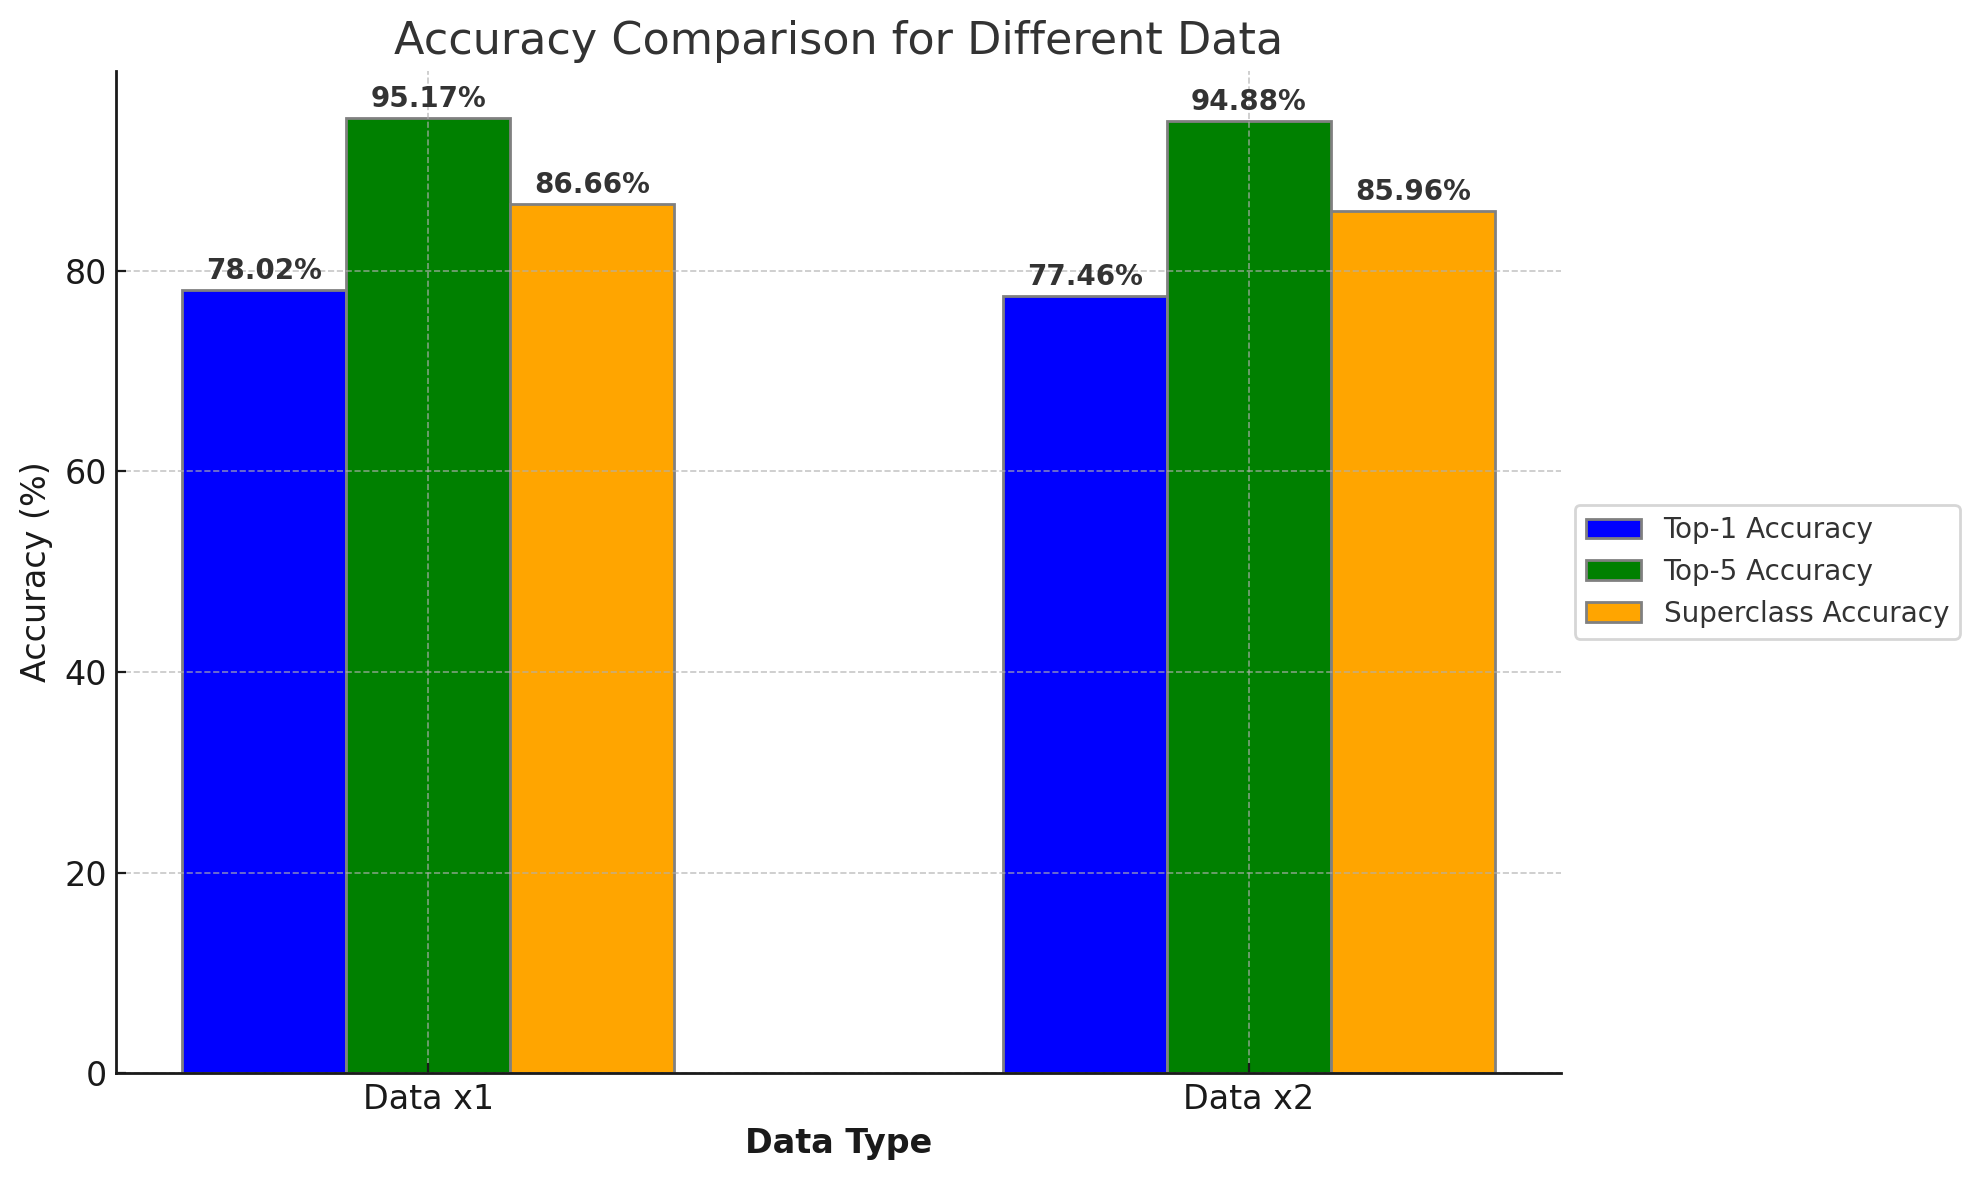 Accuracy Comparison for Different Data
95.17%
94.88%
86.66%
85.96%
78.02%
77.46%
80
60
40
20
0
Accuracy (%)
Top-1 Accuracy
Top-5 Accuracy
Superclass Accuracy
Data x1
Data x2
Data Type